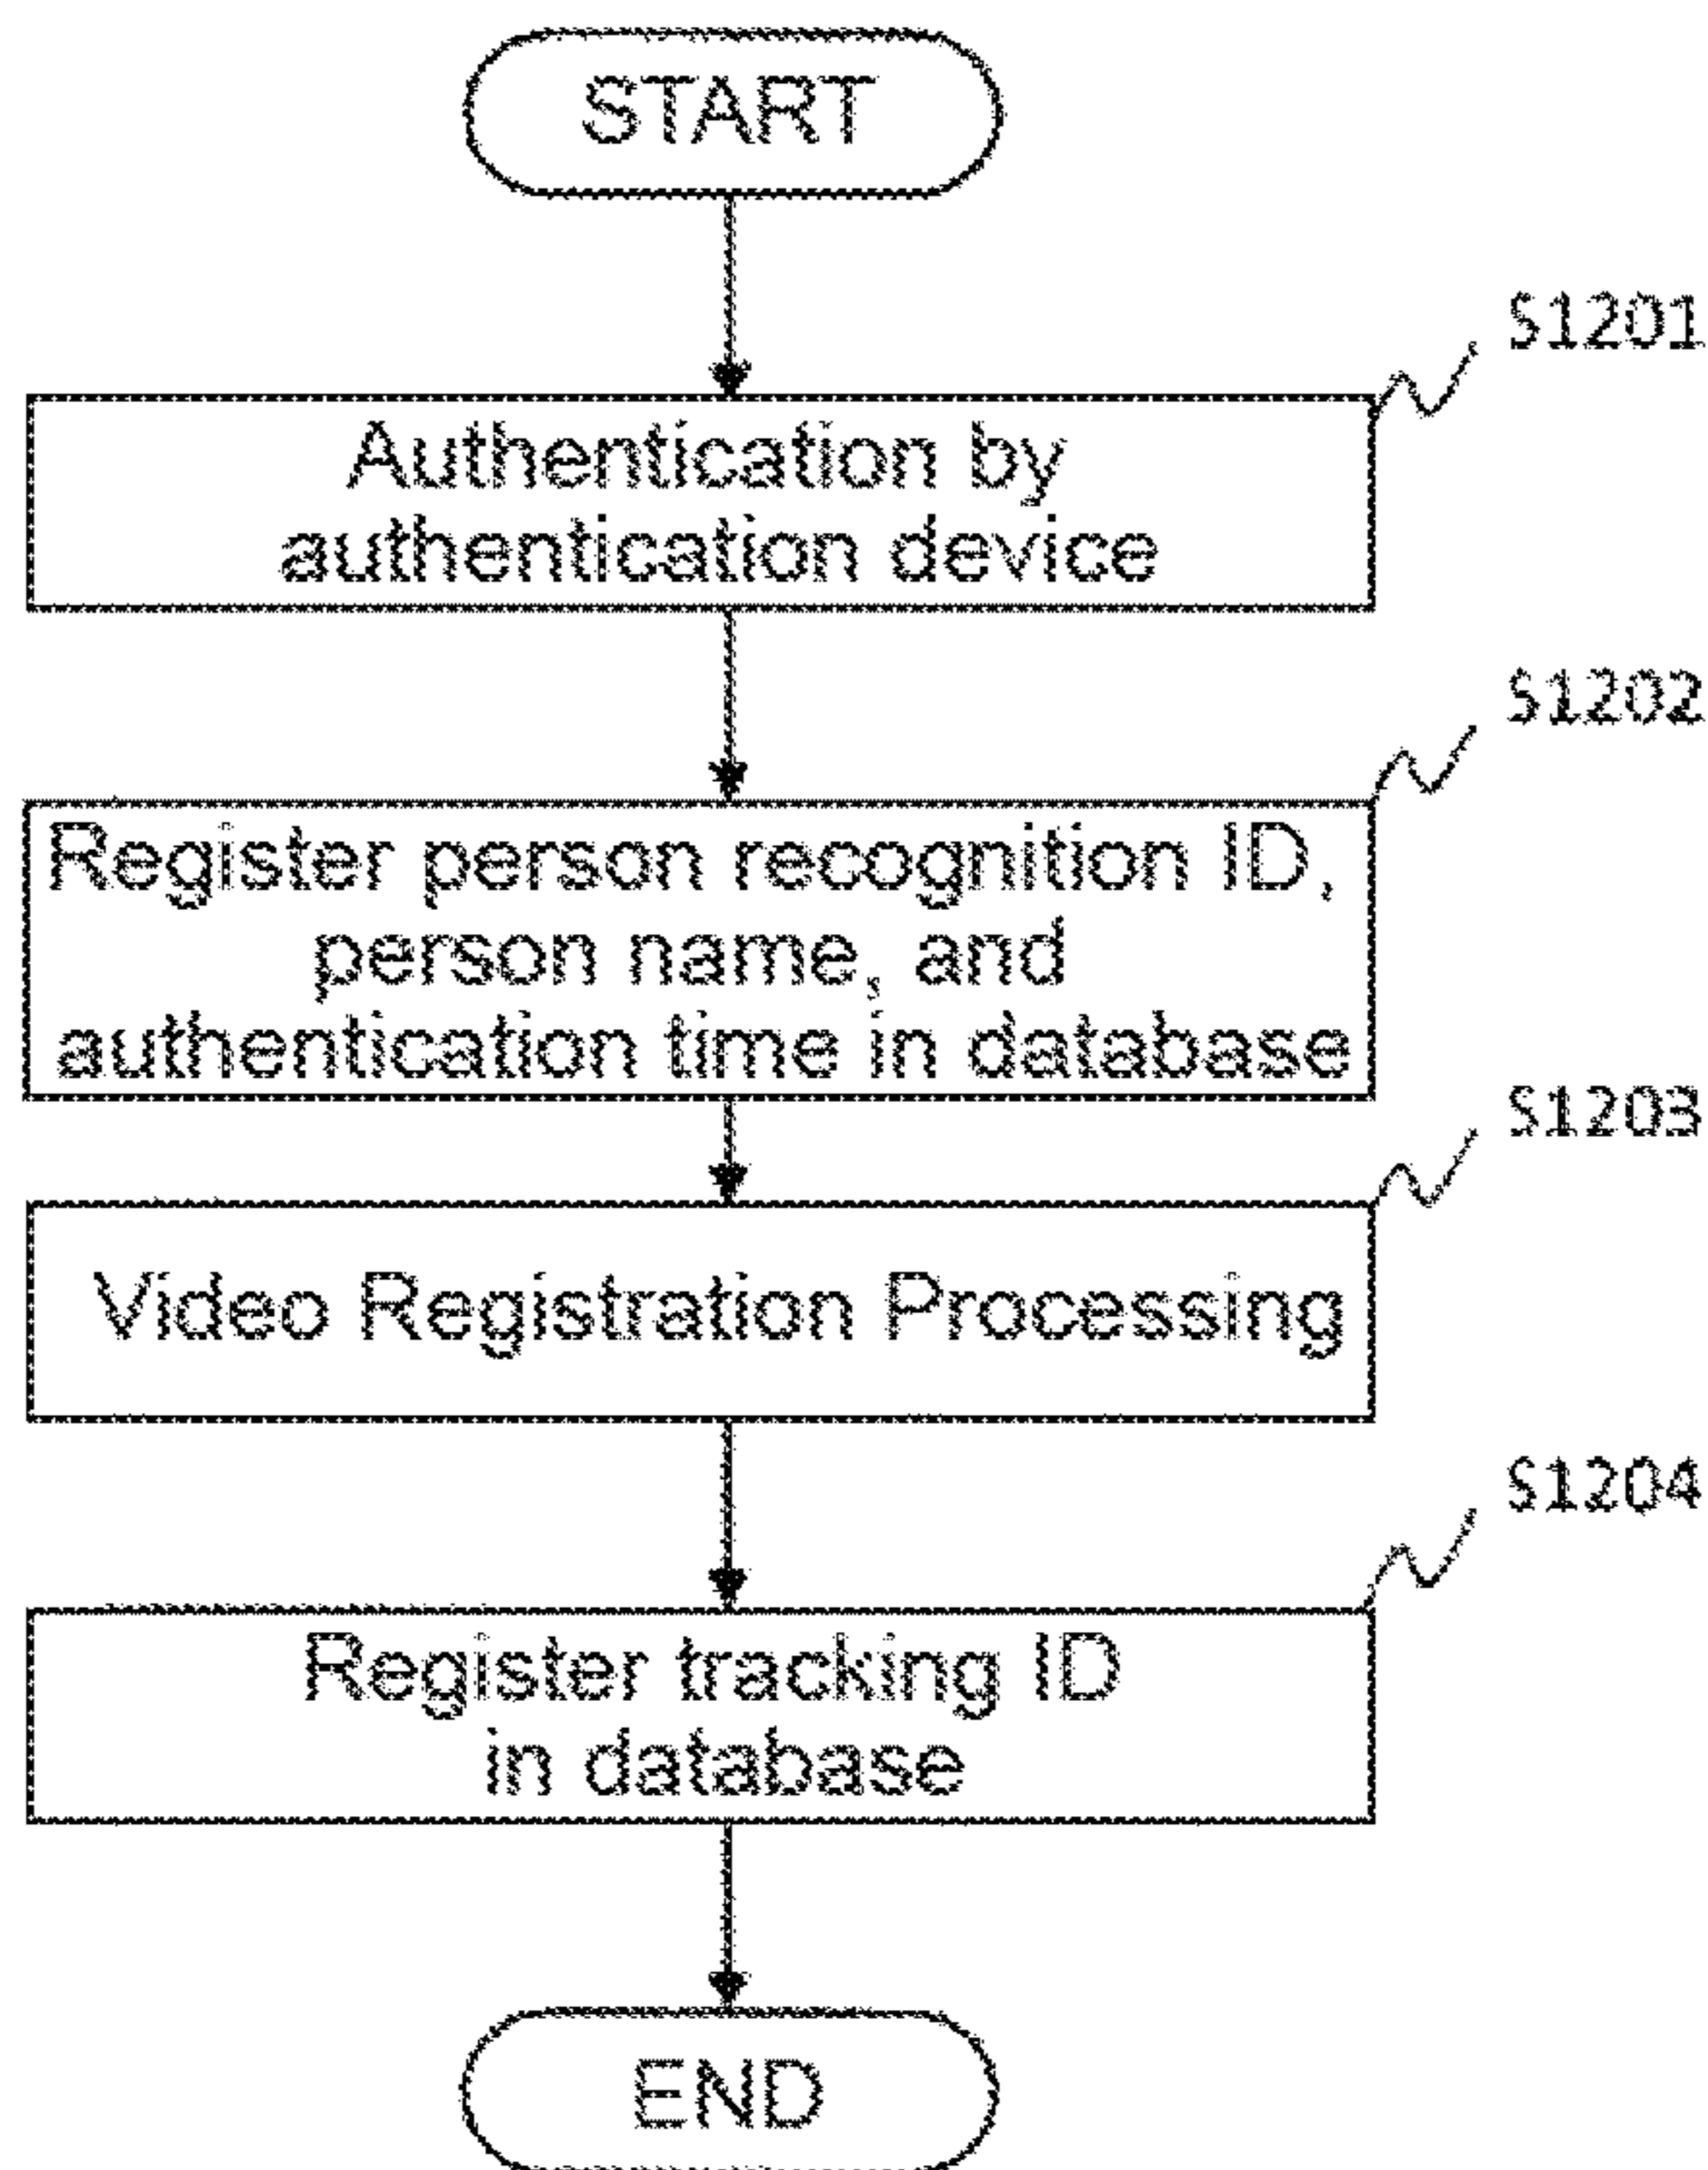 START
S1201
Authentication by
authentication device
S1202
Register person recognition ID,
person name, and
authentication time in database
S1203
Video Registration Processing
S1204
Register tracking ID
in database
END